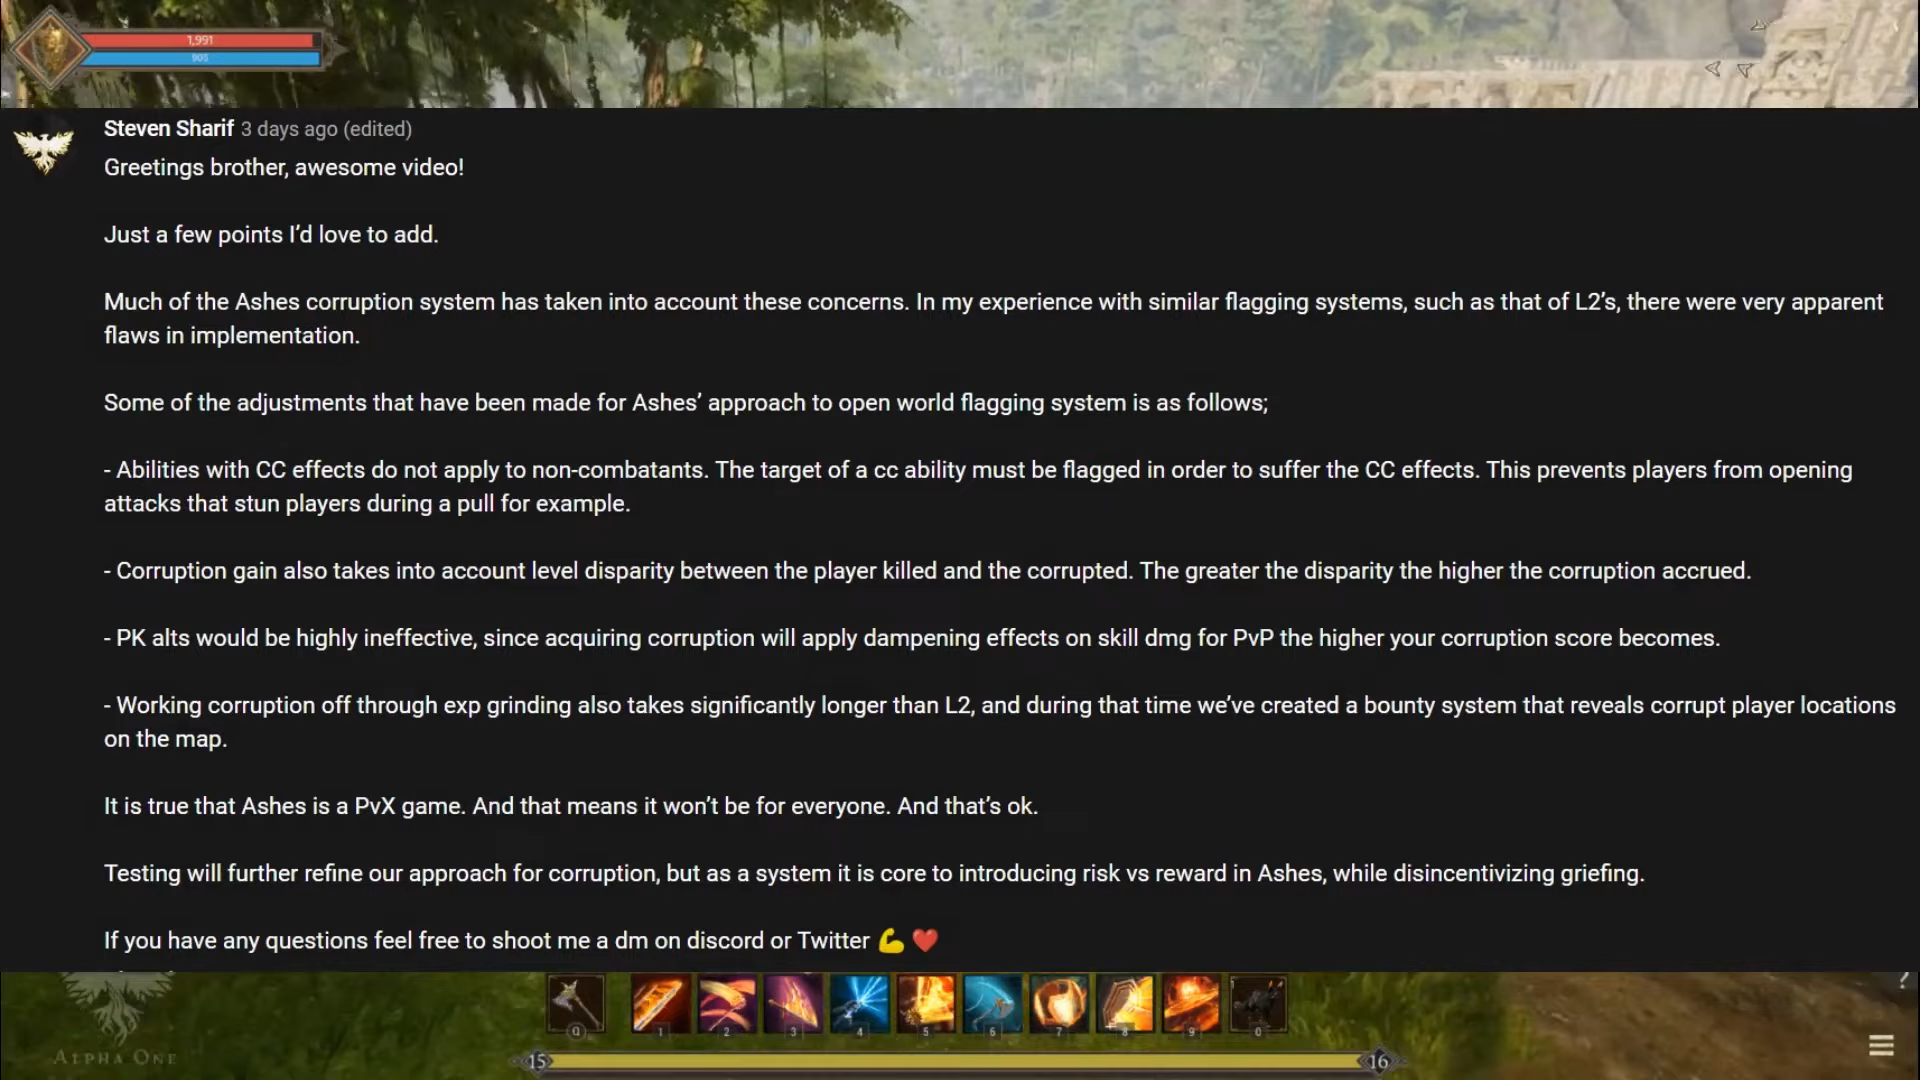 1,991
905
Steven Sharif 3 days ago (edited)
Greetings brother, awesome video!
Just a few points I’d love to add.
Much of the Ashes corruption system has taken into account these concerns. In my experience with similar flagging systems, such as that of L2’s, there were very apparent
flaws in implementation.
Some of the adjustments that have been made for Ashes’ approach to open world flagging system is as follows;
- Abilities with CC effects do not apply to non-combatants. The target of a cc ability must be flagged in order to suffer the CC effects. This prevents players from opening
attacks that stun players during a pull for example.
- Corruption gain also takes into account level disparity between the player killed and the corrupted. The greater the disparity the higher the corruption accrued.
- PK alts would be highly ineffective, since acquiring corruption will apply dampening effects on skill dmg for PvP the higher your corruption score becomes.
- Working corruption off through exp grinding also takes significantly longer than L2, and during that time we’ve created a bounty system that reveals corrupt player locations
on the map.
It is true that Ashes is a PvX game. And that means it won’t be for everyone. And that’s ok.
Testing will further refine our approach for corruption, but as a system it is core to introducing risk vs reward in Ashes, while disincentivizing griefing.
If you have any questions feel free to shoot me a dm on discord or Twitter 💪 ❤️
?
Q 1 2 3 4 5 6 7 8 9 0
ALPHA ONE
15 16